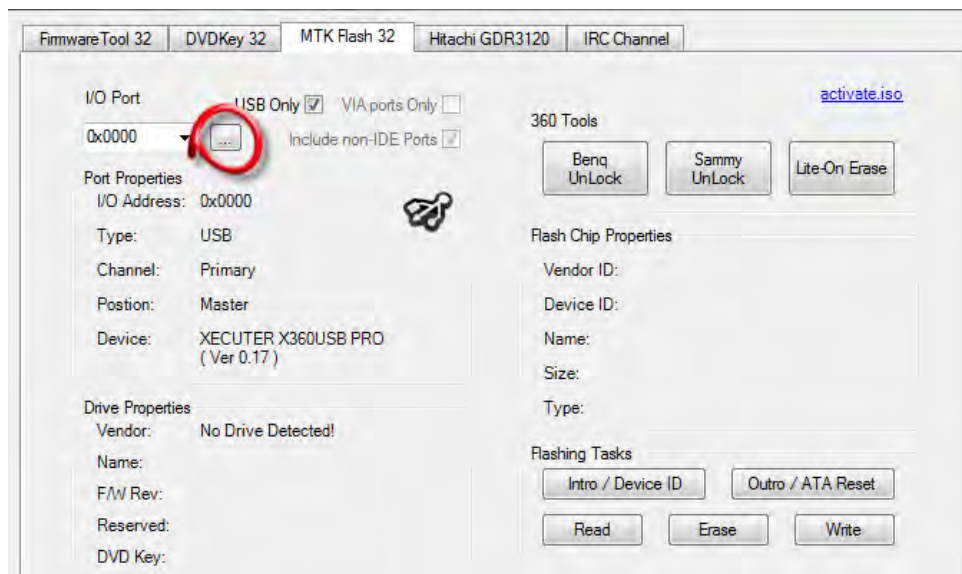 FirmwareTool 32 DVDKey 32 MTK Flash 32 Hitachi GDR3120 IRC Channel
I/O Port USB Only VIA ports Only
0x0000 ... Include non-IDE Ports
Port Properties
I/O Address: 0x0000
Type: USB
Channel: Primary
Postion: Master
Device: XECUTER X360USB PRO
( Ver 0.17 )
Drive Properties
Vendor: No Drive Detected!
Name:
F/W Rev:
Reserved:
DVD Key:
activate.iso
360 Tools
Benq
UnLock
Sammy
UnLock
Lite-On Erase
Flash Chip Properties
Vendor ID:
Device ID:
Name:
Size:
Type:
Flashing Tasks
Intro / Device ID Outro / ATA Reset
Read Erase Write